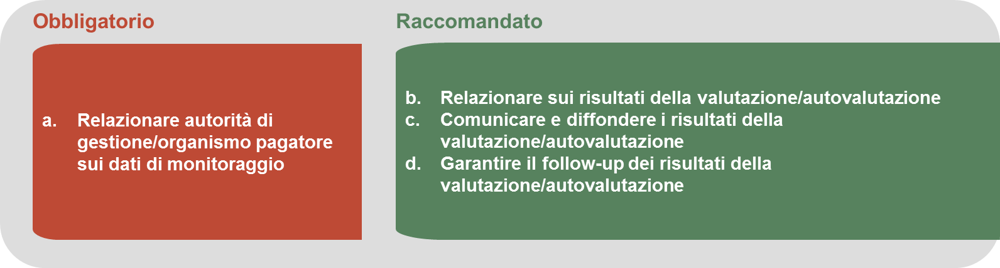 Obbligatorio
a. Relazionare autorità di
gestione/organismo pagatore
sui dati di monitoraggio
Raccomandato
b. Relazionare sui risultati della valutazione/autovalutazione
c. Comunicare e diffondere i risultati della
valutazione/autovalutazione
d. Garantire il follow-up dei risultati della
valutazione/autovalutazione